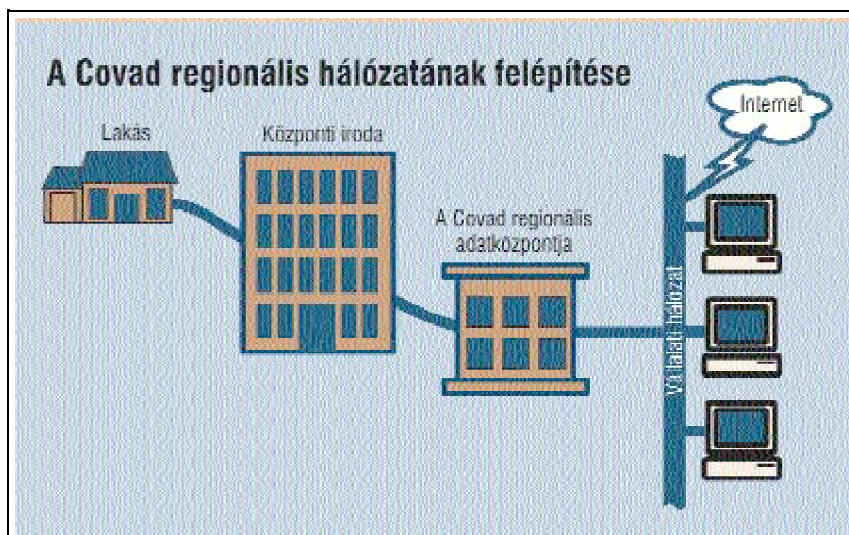 A Covad regionális hálózatának felépítése
Lakás
Központi iroda
A Covad regionális
adatközpontja
Internet
Vállalati hálózat